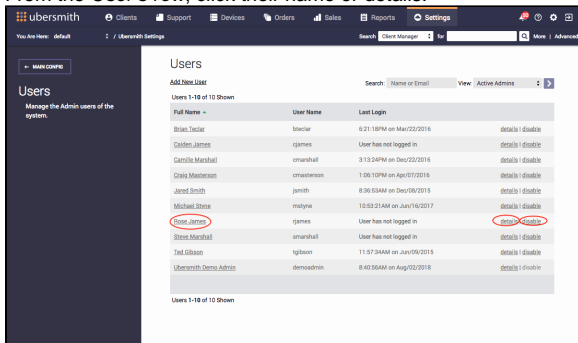 From the User's row, click their name or details.
ubersmith Clients Support Devices Orders Sales Reports Settings
You Are Here: default / Ubersmith Settings Search Client Manager for More | Advanced
← MAIN CONFIG
Users
Manage the Admin users of the
system.
Users
Add New User Search: Name or Email View: Active Admins
Users 1-10 of 10 Shown
Full Name User Name Last Login
Brian Teclar bteclar 6:21:18PM on Mar/22/2016 details | disable
Caiden James cjames User has not logged in details | disable
Camille Marshall cmarshall 3:13:24PM on Dec/22/2016 details | disable
Craig Masterson cmasterson 1:06:10PM on Apr/07/2016 details | disable
Jared Smith jsmith 8:36:53AM on Dec/08/2015 details | disable
Michael Styne mstyne 10:53:21AM on Jun/16/2017 details | disable
Rose James rjames User has not logged in details | disable
Steve Marshall smarshall User has not logged in details | disable
Ted Gibson tgibson 11:57:34AM on Jun/09/2015 details | disable
Ubersmith Demo Admin demoadmin 8:40:56AM on Aug/02/2018 details | disable
Users 1-10 of 10 Shown